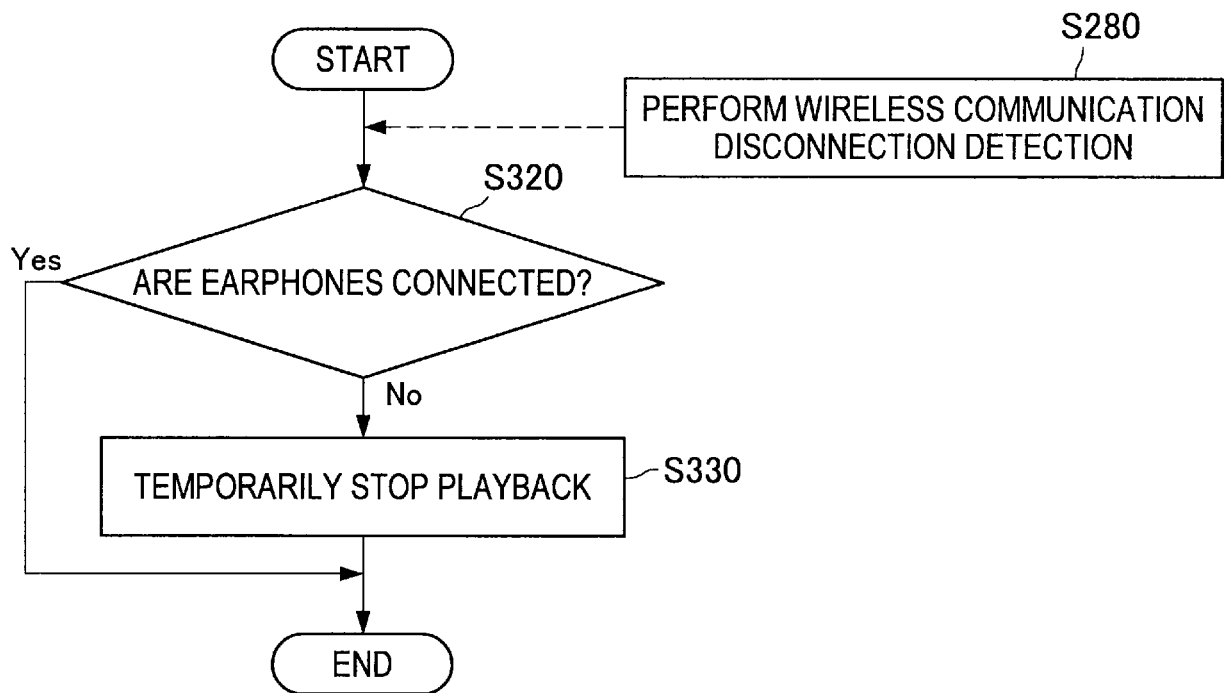 START
S280
PERFORM WIRELESS COMMUNICATION
DISCONNECTION DETECTION
S320
Yes
ARE EARPHONES CONNECTED?
No
TEMPORARILY STOP PLAYBACK
S330
END